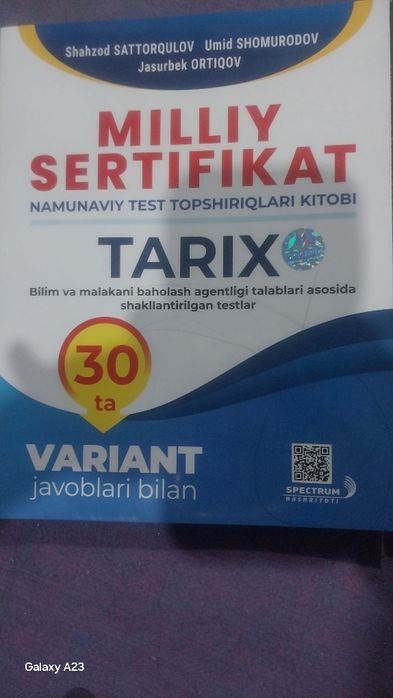 Shahzod SATTORQULOV Umid SHOMURODOV
Jasurbek ORTIQOV
MILLIY
SERTIFIKAT
NAMUNAVIY TEST TOPSHIRIQLARI KITOBI
TARIX
Bilim va malakani baholash agentligi talablari asosida
shakllantirilgan testlar
30
ta
VARIANT
javoblari bilan
SPECTRUM
NASHRIYOTI
Galaxy A23